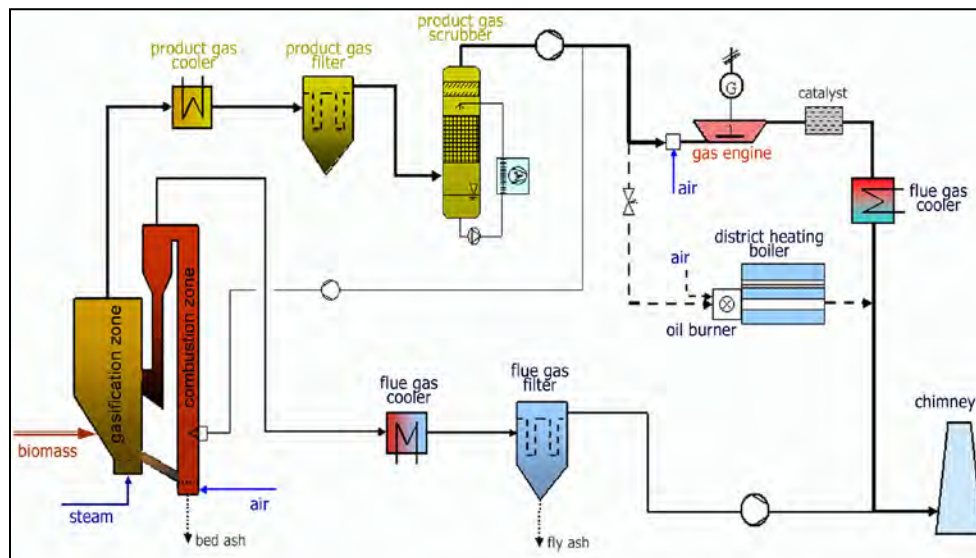 product gas
cooler
product gas
filter
product gas
scrubber
G
catalyst
gas engine
air
flue gas
cooler
district heating
boiler
air
oil burner
gasification zone
combustion zone
flue gas
cooler
flue gas
filter
chimney
biomass
steam
air
bed ash
fly ash